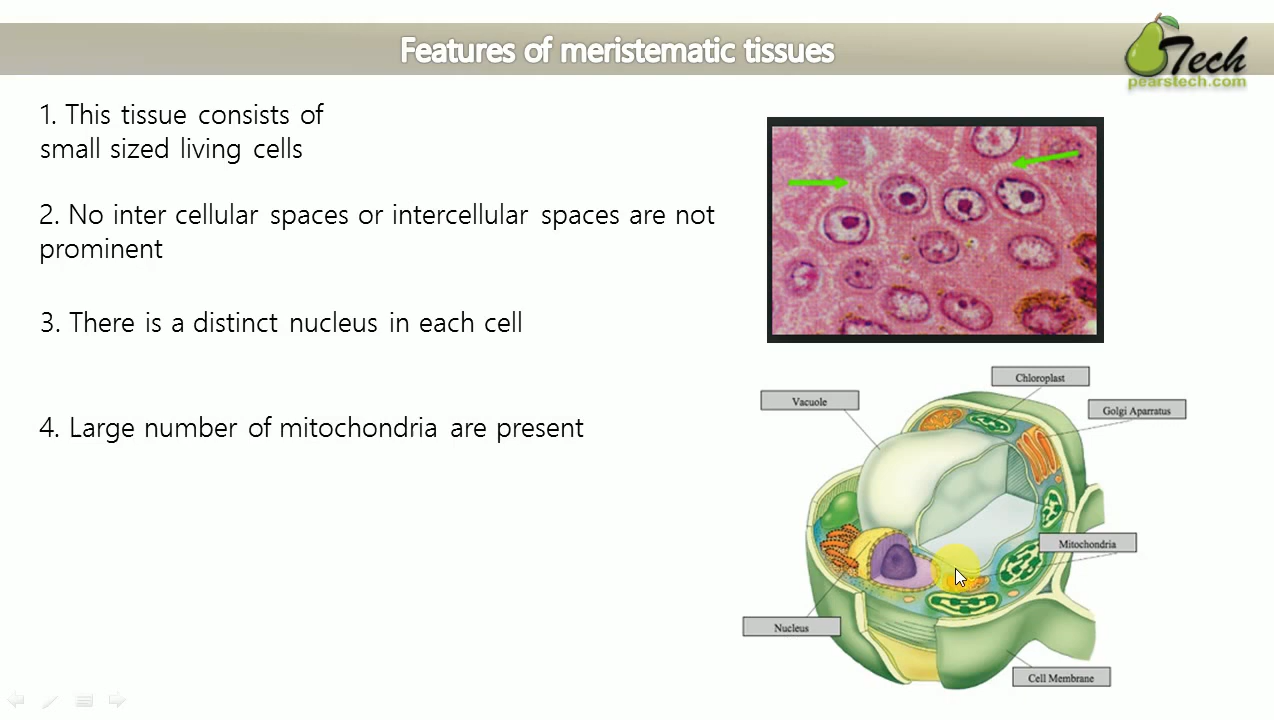 Features of meristematic tissues
Tech
pearstech.com
1. This tissue consists of
small sized living cells
2. No inter cellular spaces or intercellular spaces are not
prominent
3. There is a distinct nucleus in each cell
4. Large number of mitochondria are present
Chloroplast
Vacuole
Golgi Aparratus
Mitochondria
Nucleus
Cell Membrane